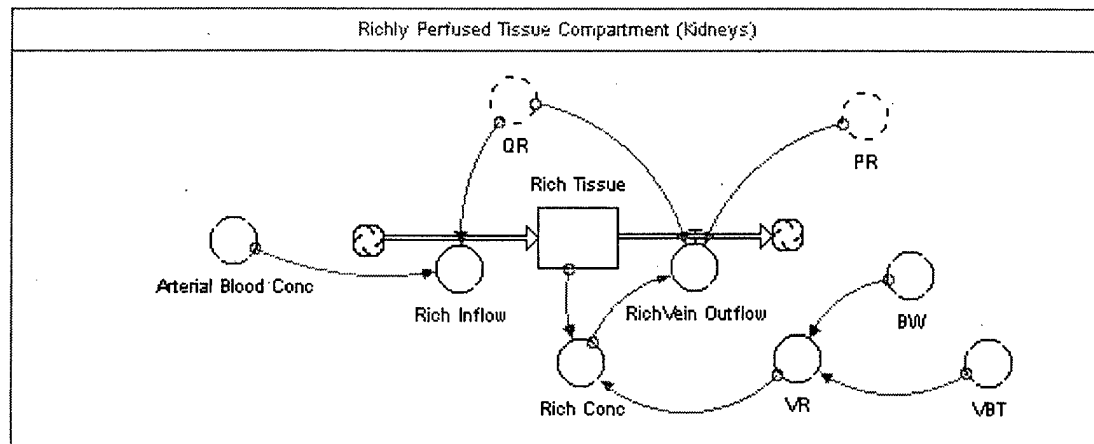 Richly Perfused Tissue Compartment (Kidneys)
QR
PR
Rich Tissue
Arterial Blood Conc
Rich Inflow
RichVein Outflow
BW
Rich Conc
VR
VBT